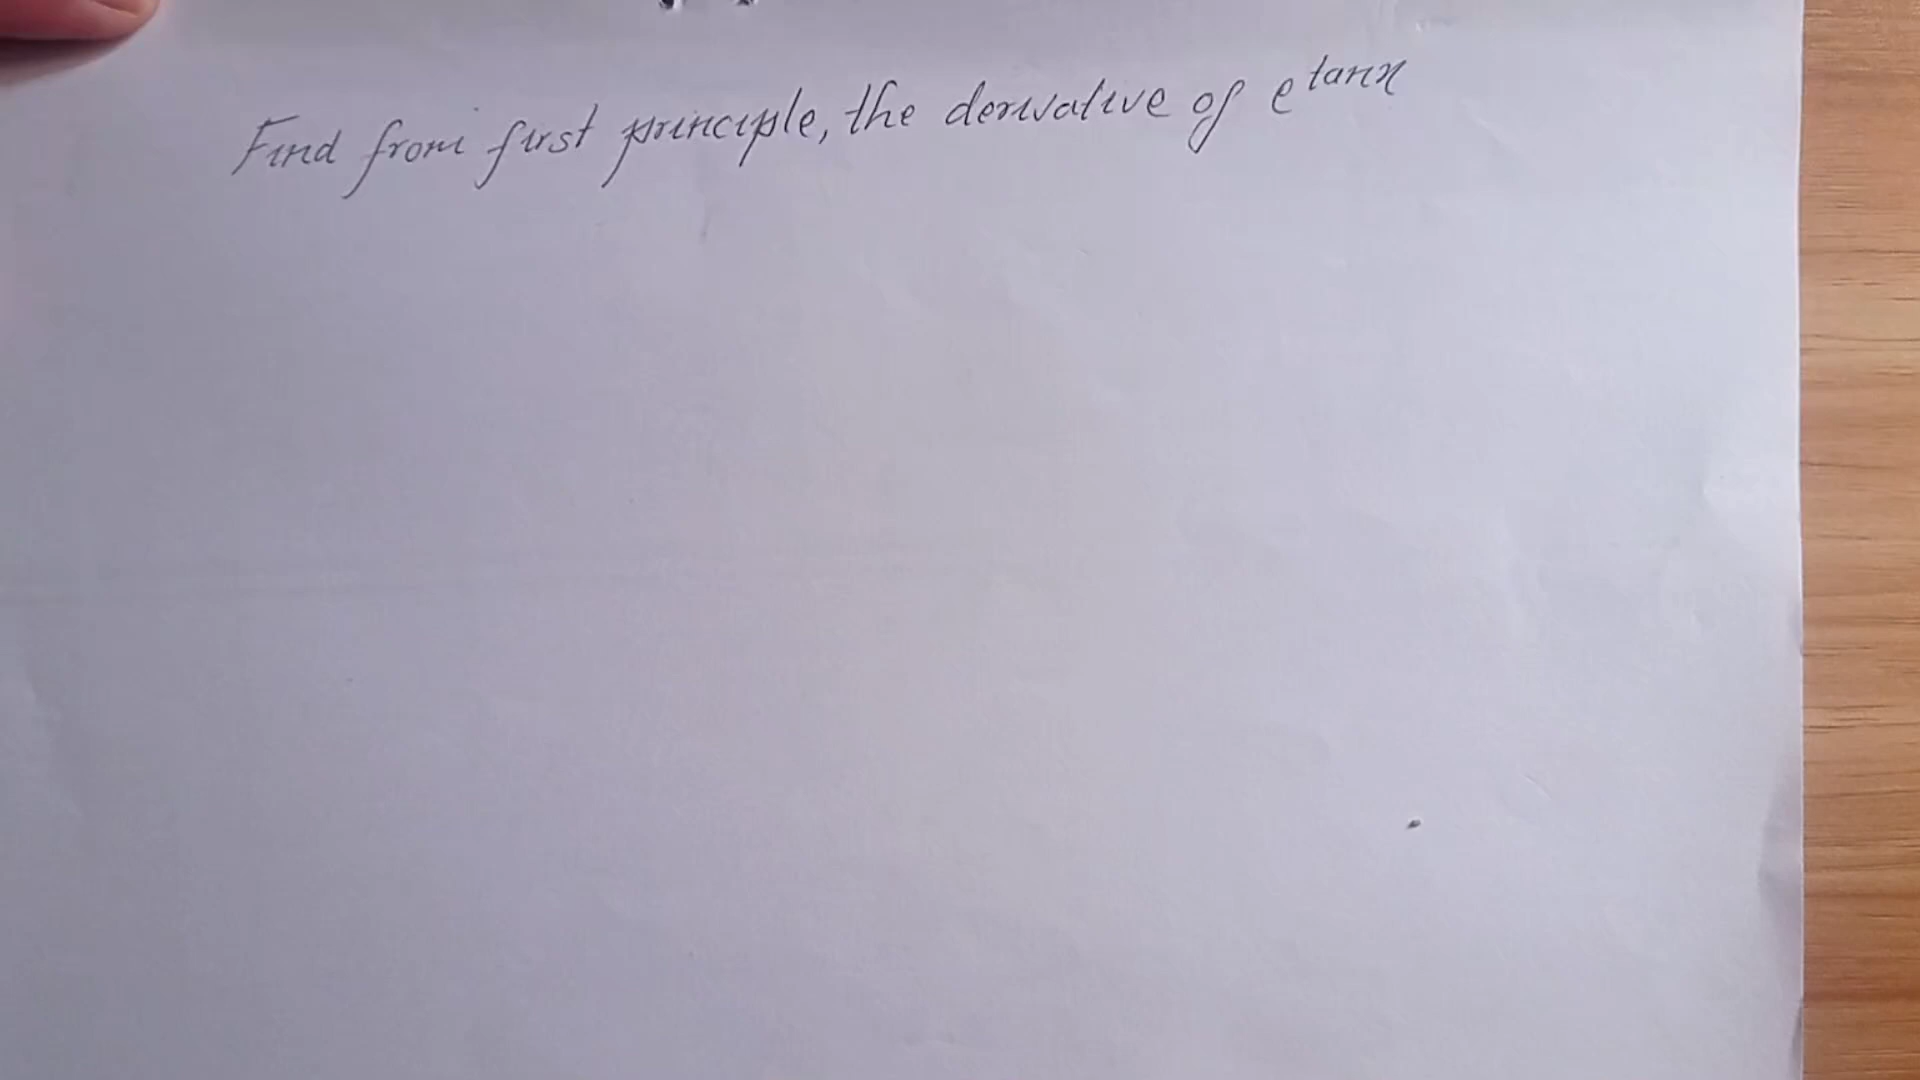 Find from first principle, the derivative of e^tanx